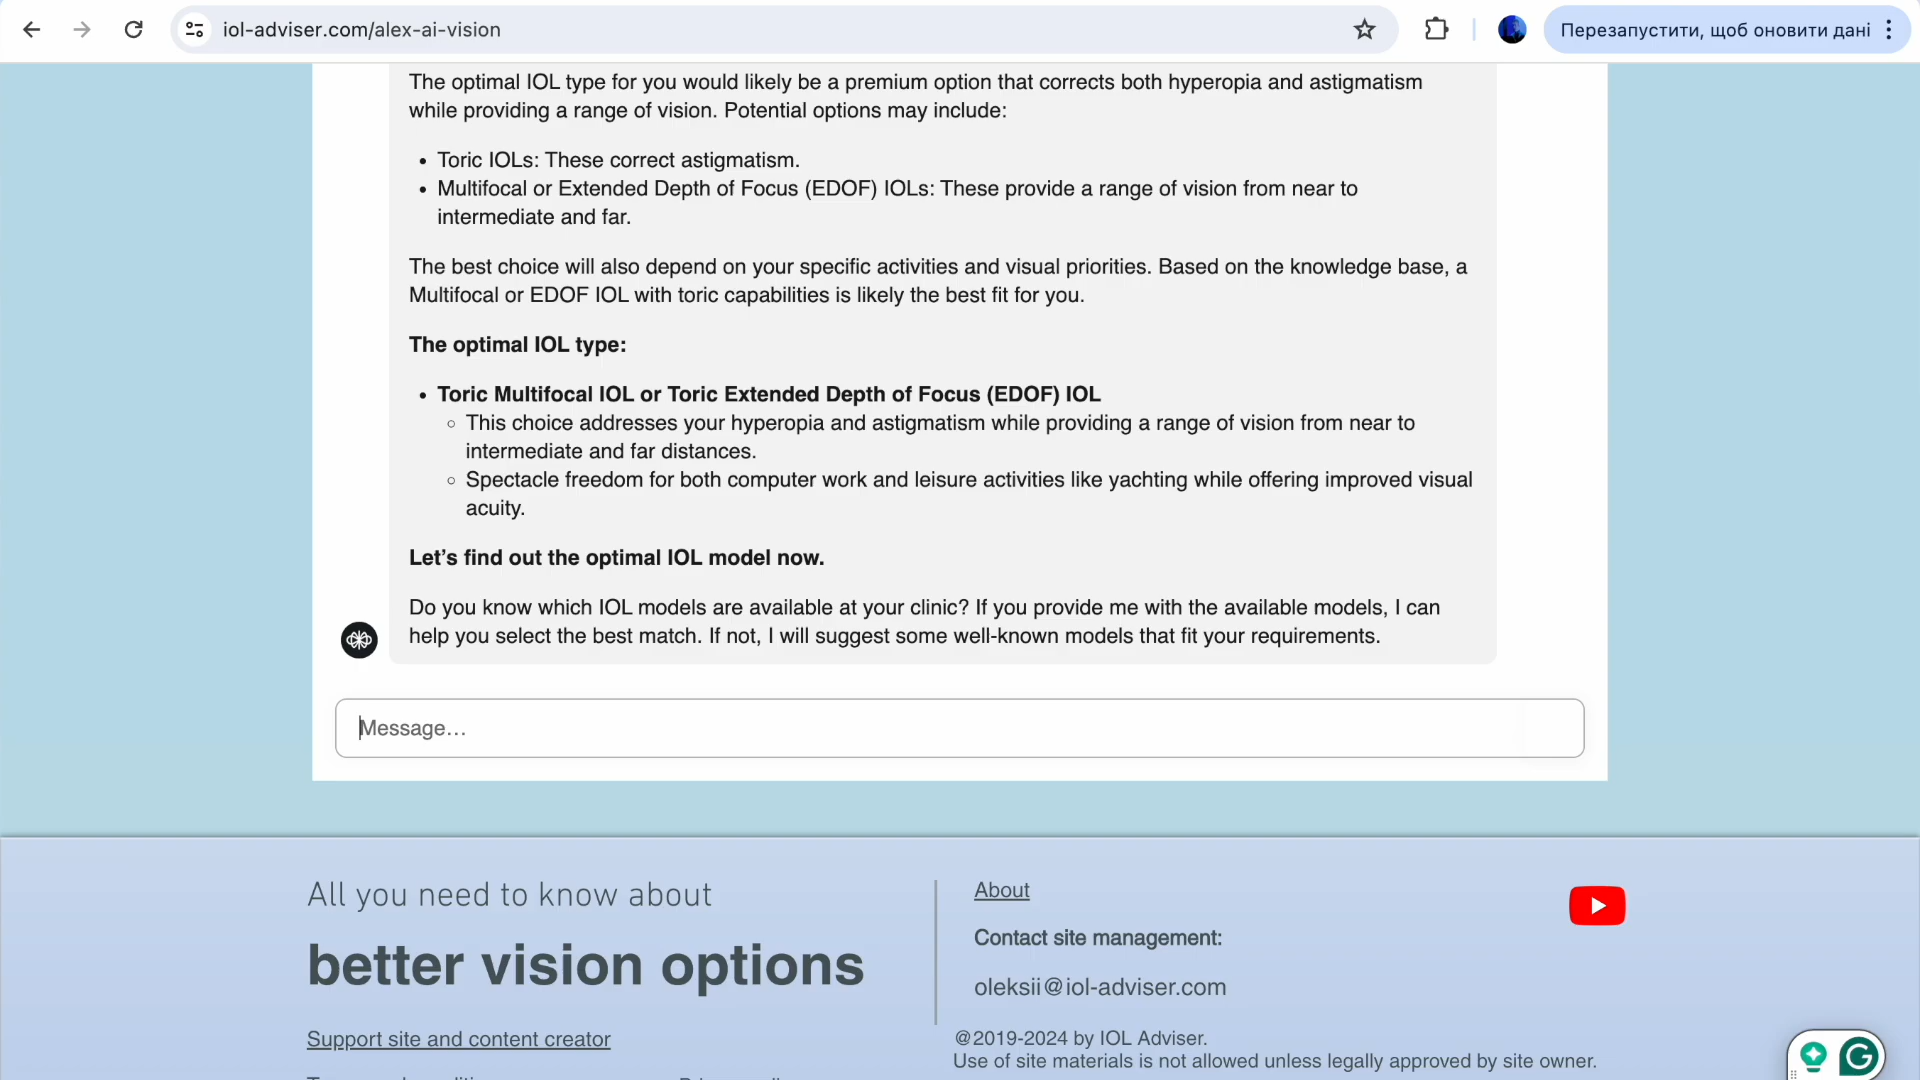 iol-adviser.com/alex-ai-vision
Перезапустити, щоб оновити дані
The optimal IOL type for you would likely be a premium option that corrects both hyperopia and astigmatism
while providing a range of vision. Potential options may include:
• Toric IOLs: These correct astigmatism.
• Multifocal or Extended Depth of Focus (EDOF) IOLs: These provide a range of vision from near to
intermediate and far.
The best choice will also depend on your specific activities and visual priorities. Based on the knowledge base, a
Multifocal or EDOF IOL with toric capabilities is likely the best fit for you.
The optimal IOL type:
• Toric Multifocal IOL or Toric Extended Depth of Focus (EDOF) IOL
◦ This choice addresses your hyperopia and astigmatism while providing a range of vision from near to
intermediate and far distances.
◦ Spectacle freedom for both computer work and leisure activities like yachting while offering improved visual
acuity.
Let’s find out the optimal IOL model now.
Do you know which IOL models are available at your clinic? If you provide me with the available models, I can
help you select the best match. If not, I will suggest some well-known models that fit your requirements.
Message…
All you need to know about
better vision options
Support site and content creator
About
Contact site management:
oleksii@iol-adviser.com
@2019-2024 by IOL Adviser.
Use of site materials is not allowed unless legally approved by site owner.